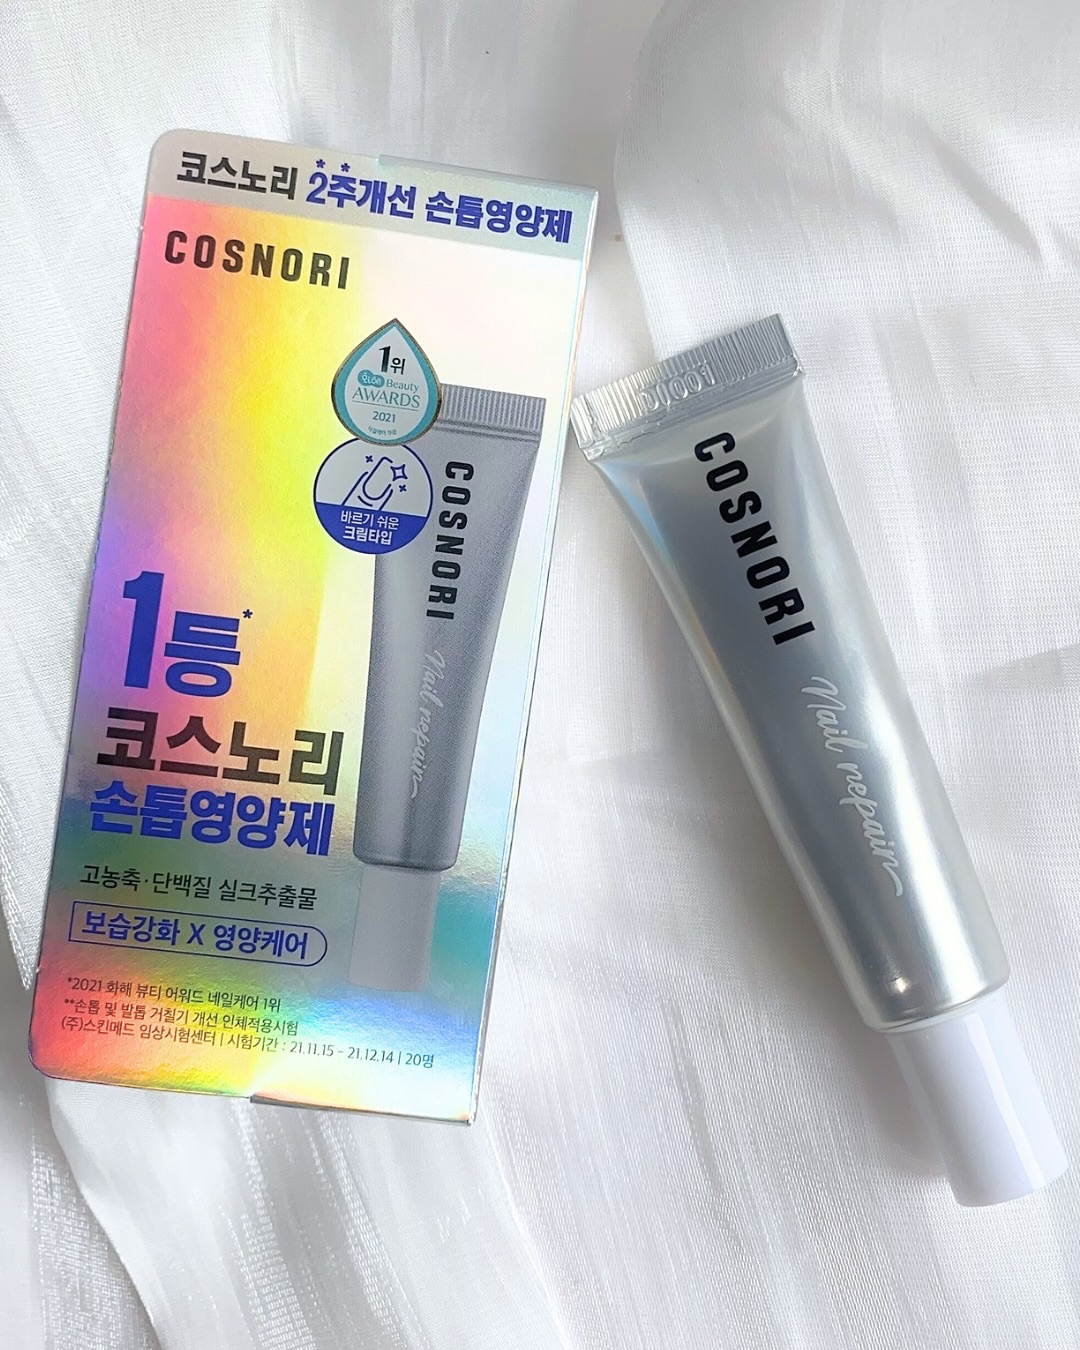 코스노리 2주개선 손톱영양제
COSNORI
1위
화해 Beauty
AWARDS
2021
바르기 쉬운
크림타입
COSNORI
Nail repair
1등*
코스노리
손톱영양제
고농축·단백질 실크추출물
보습강화 X 영양케어
*2021 화해 뷰티 어워드 네일케어 1위
**손톱 및 발톱 거칠기 개선 인체적용시험
(주)스킨메드 임상시험센터 | 시험기간 : 21.11.15 - 21.12.14 | 20명
COSNORI
Nail repair